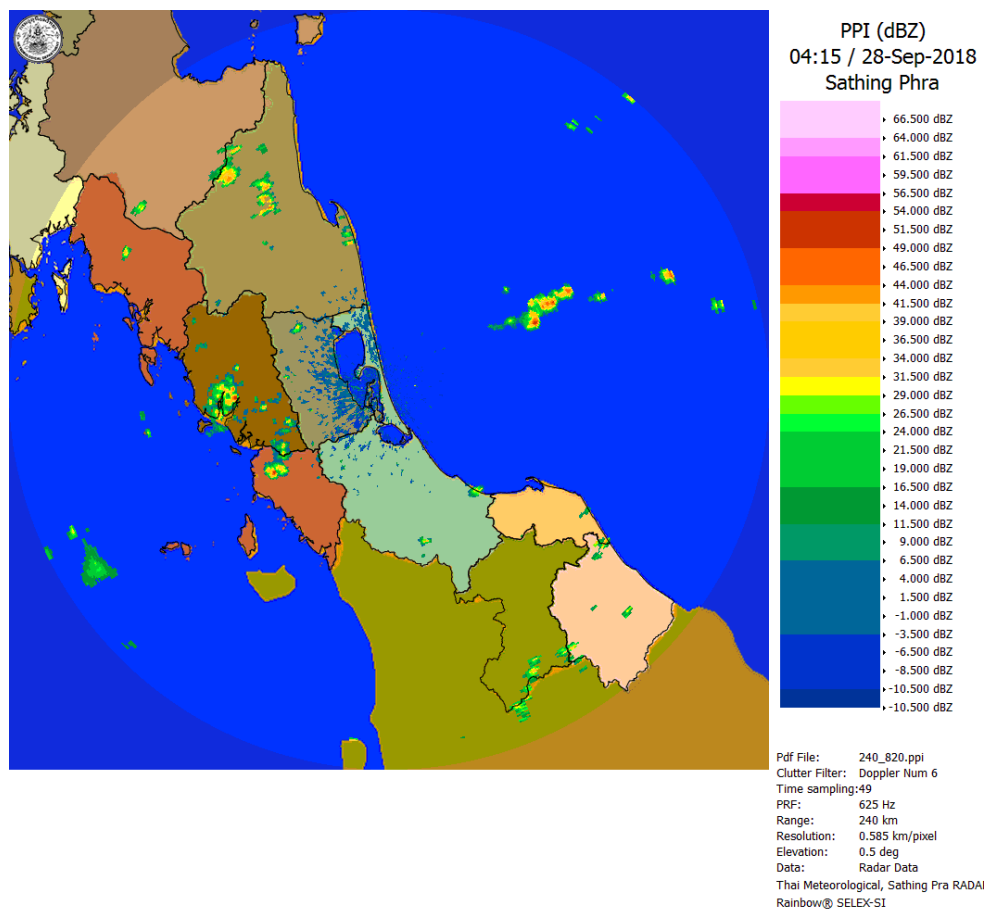 PPI (dBZ)
04:15 / 28-Sep-2018
Sathing Phra
66.500 dBZ
64.000 dBZ
61.500 dBZ
59.500 dBZ
56.500 dBZ
54.000 dBZ
51.500 dBZ
49.000 dBZ
46.500 dBZ
44.000 dBZ
41.500 dBZ
39.000 dBZ
36.500 dBZ
34.000 dBZ
31.500 dBZ
29.000 dBZ
26.500 dBZ
24.000 dBZ
21.500 dBZ
19.000 dBZ
16.500 dBZ
14.000 dBZ
11.500 dBZ
9.000 dBZ
6.500 dBZ
4.000 dBZ
1.500 dBZ
-1.000 dBZ
-3.500 dBZ
-6.500 dBZ
-8.500 dBZ
-10.500 dBZ
-10.500 dBZ
Pdf File: 240_820.ppi
Clutter Filter: Doppler Num 6
Time sampling:49
PRF: 625 Hz
Range: 240 km
Resolution: 0.585 km/pixel
Elevation: 0.5 deg
Data: Radar Data
Thai Meteorological, Sathing Pra RADA
Rainbow® SELEX-SI